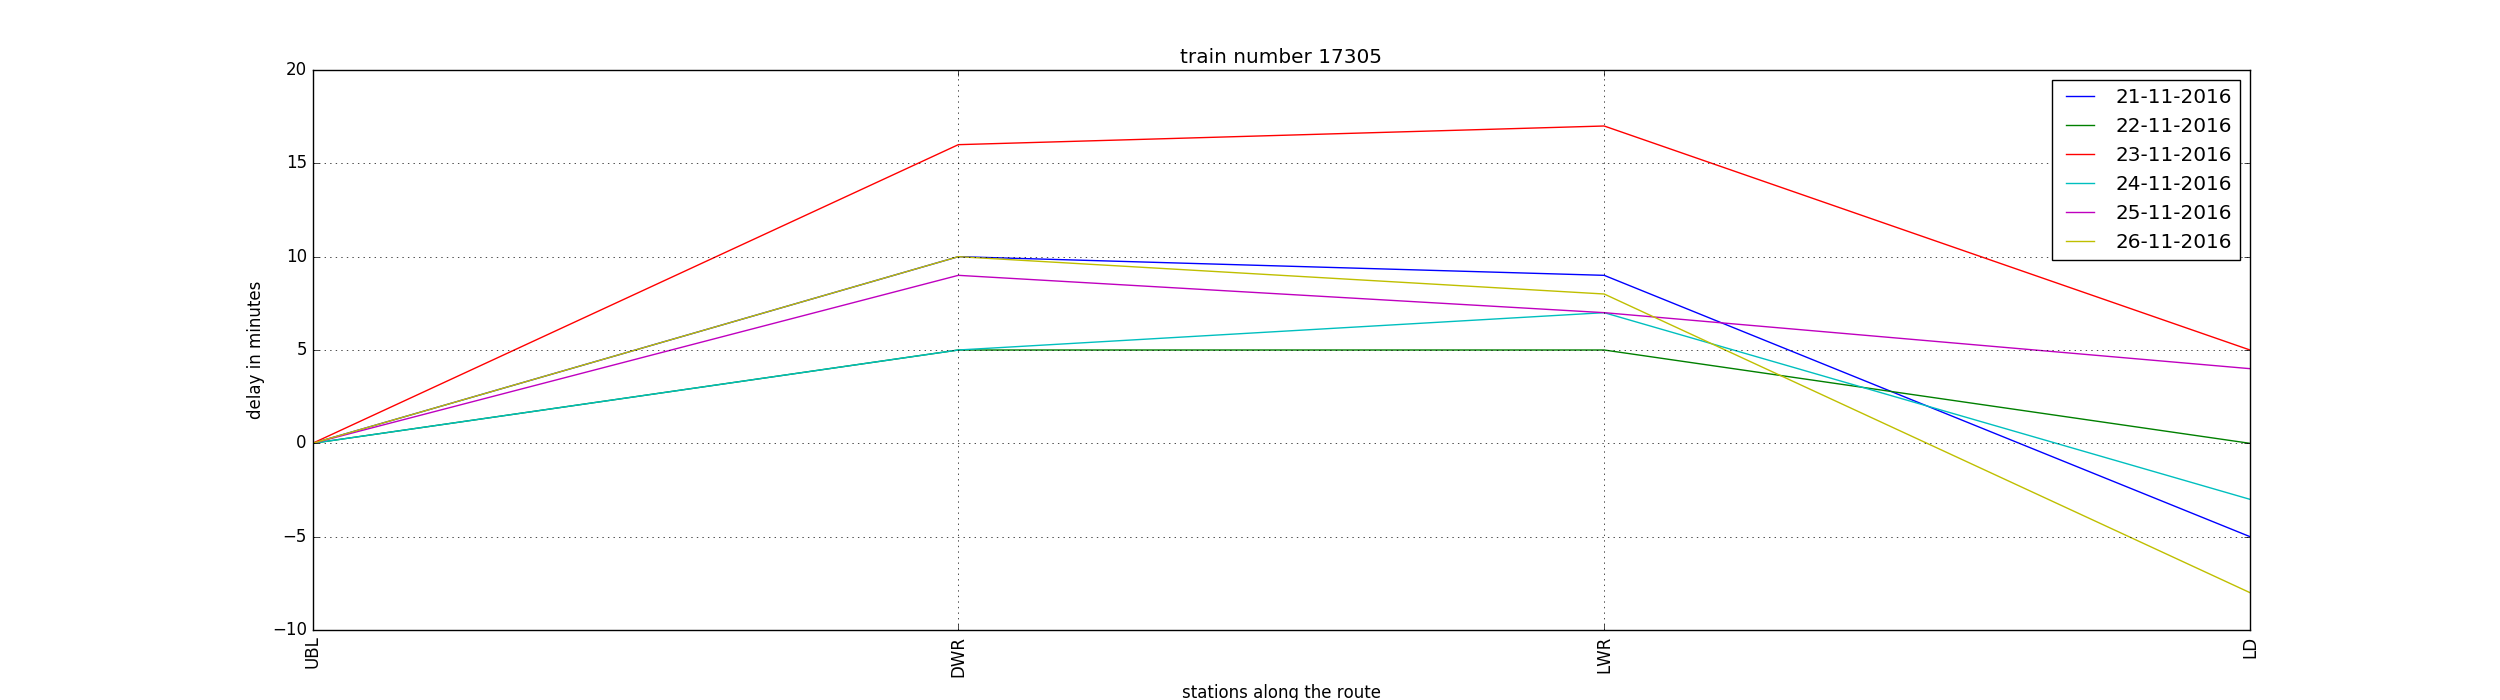 train number 17305
20
15
10
5
0
−5
−10
delay in minutes
21-11-2016
22-11-2016
23-11-2016
24-11-2016
25-11-2016
26-11-2016
UBL
DWR
LWR
LD
stations along the route